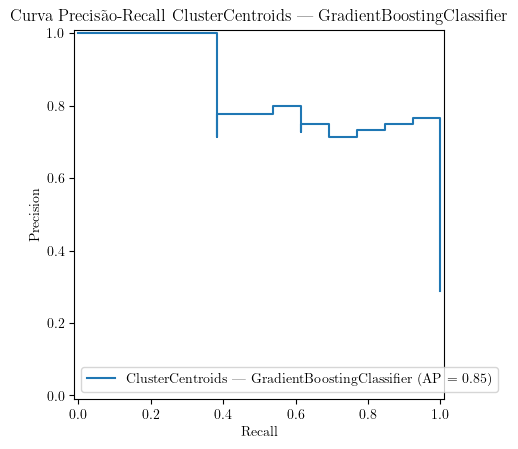 Curva Precisão-Recall ClusterCentroids — GradientBoostingClassifier
1.0
0.8
0.6
0.4
0.2
0.0
Precision
ClusterCentroids — GradientBoostingClassifier (AP = 0.85)
0.0 0.2 0.4 0.6 0.8 1.0
Recall